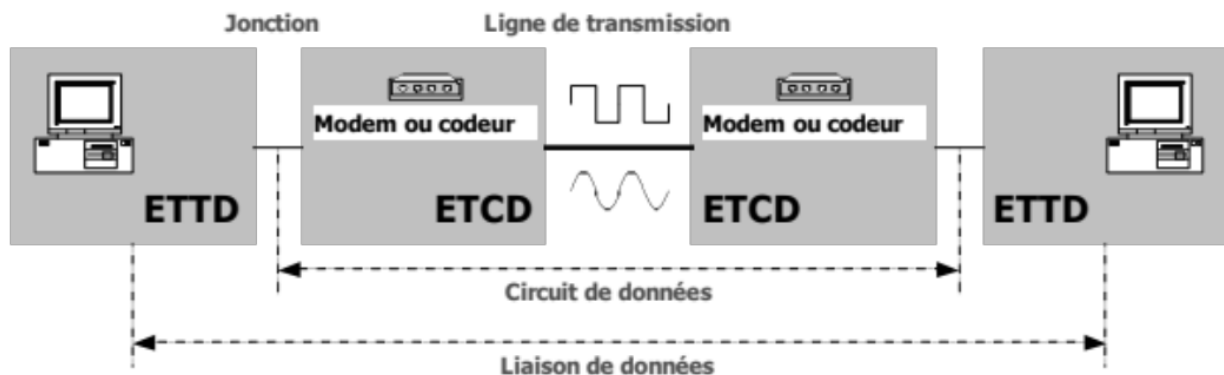 Jonction
Ligne de transmission
Modem ou codeur
Modem ou codeur
ETTD
ETCD
ETCD
ETTD
Circuit de données
Liaison de données